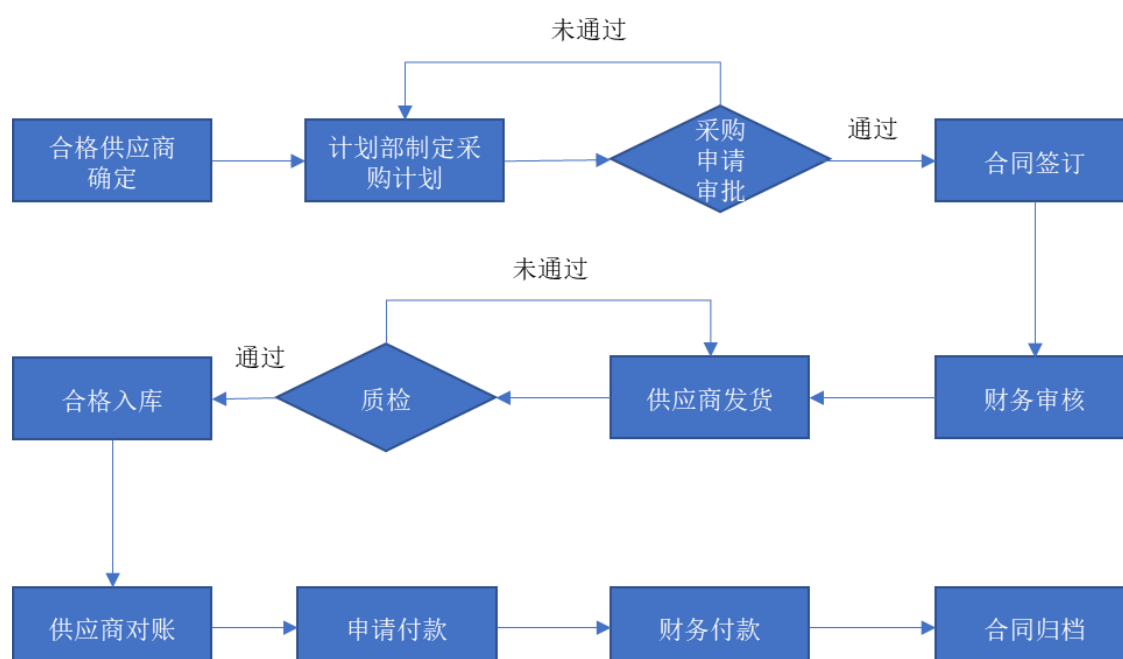 未通过
合格供应商
确定
计划部制定采
购计划
采购
申请
审批
通过
合同签订
未通过
合格入库
通过
质检
供应商发货
财务审核
供应商对账
申请付款
财务付款
合同归档